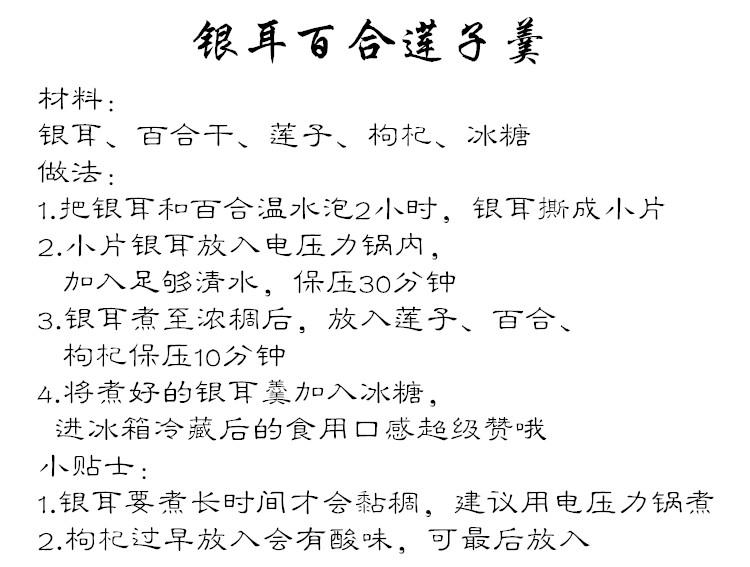 银耳百合莲子羹
材料：
银耳、百合干、莲子、枸杞、冰糖
做法：
1.把银耳和百合温水泡2小时，银耳撕成小片
2.小片银耳放入电压力锅内，
加入足够清水，保压30分钟
3.银耳煮至浓稠后，放入莲子、百合、
枸杞保压10分钟
4.将煮好的银耳羹加入冰糖，
进冰箱冷藏后的食用口感超级赞哦
小贴士：
1.银耳要煮长时间才会黏稠，建议用电压力锅煮
2.枸杞过早放入会有酸味，可最后放入